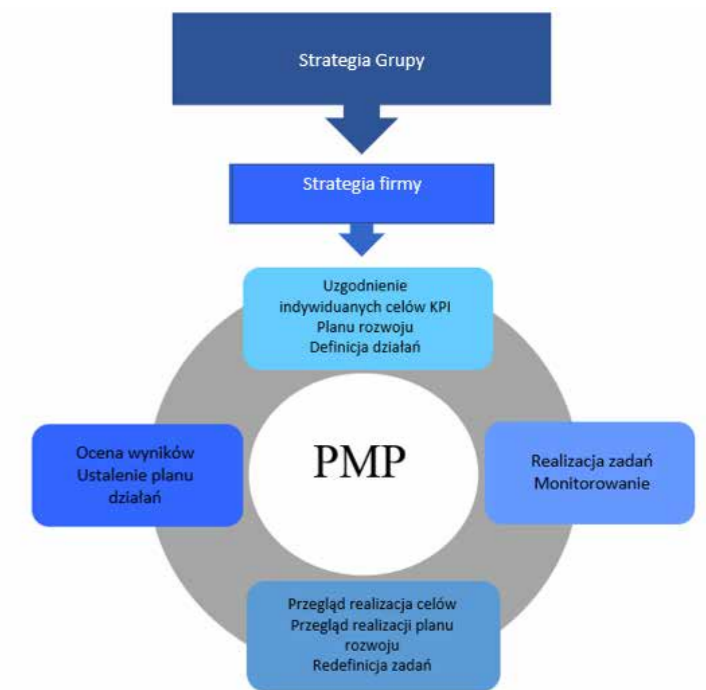 Strategia Grupy
Strategia firmy
Uzgodnienie
indywiduanych celów KPI
Planu rozwoju
Definicja działań
PMP
Ocena wyników
Ustalenie planu
działań
Realizacja zadań
Monitorowanie
Przegląd realizacja celów
Przegląd realizacji planu
rozwoju
Redefinicja zadań